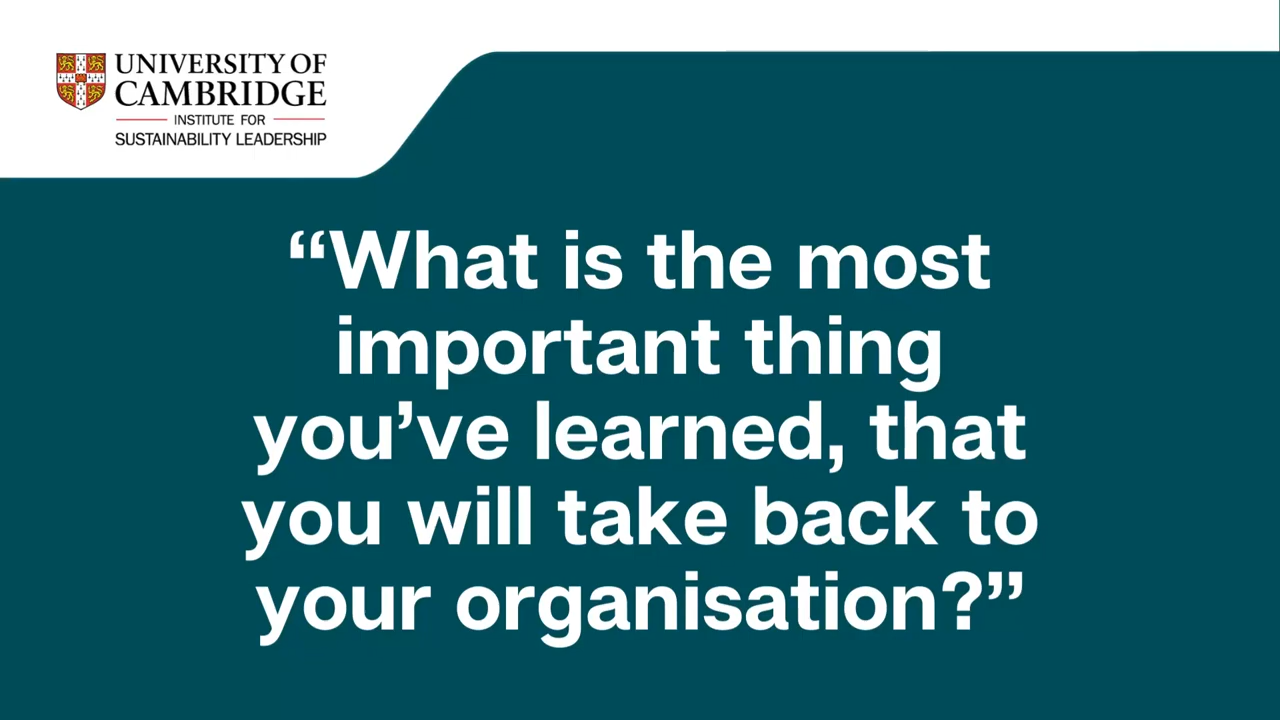 UNIVERSITY OF
CAMBRIDGE
INSTITUTE FOR
SUSTAINABILITY LEADERSHIP
“What is the most
important thing
you’ve learned, that
you will take back to
your organisation?”